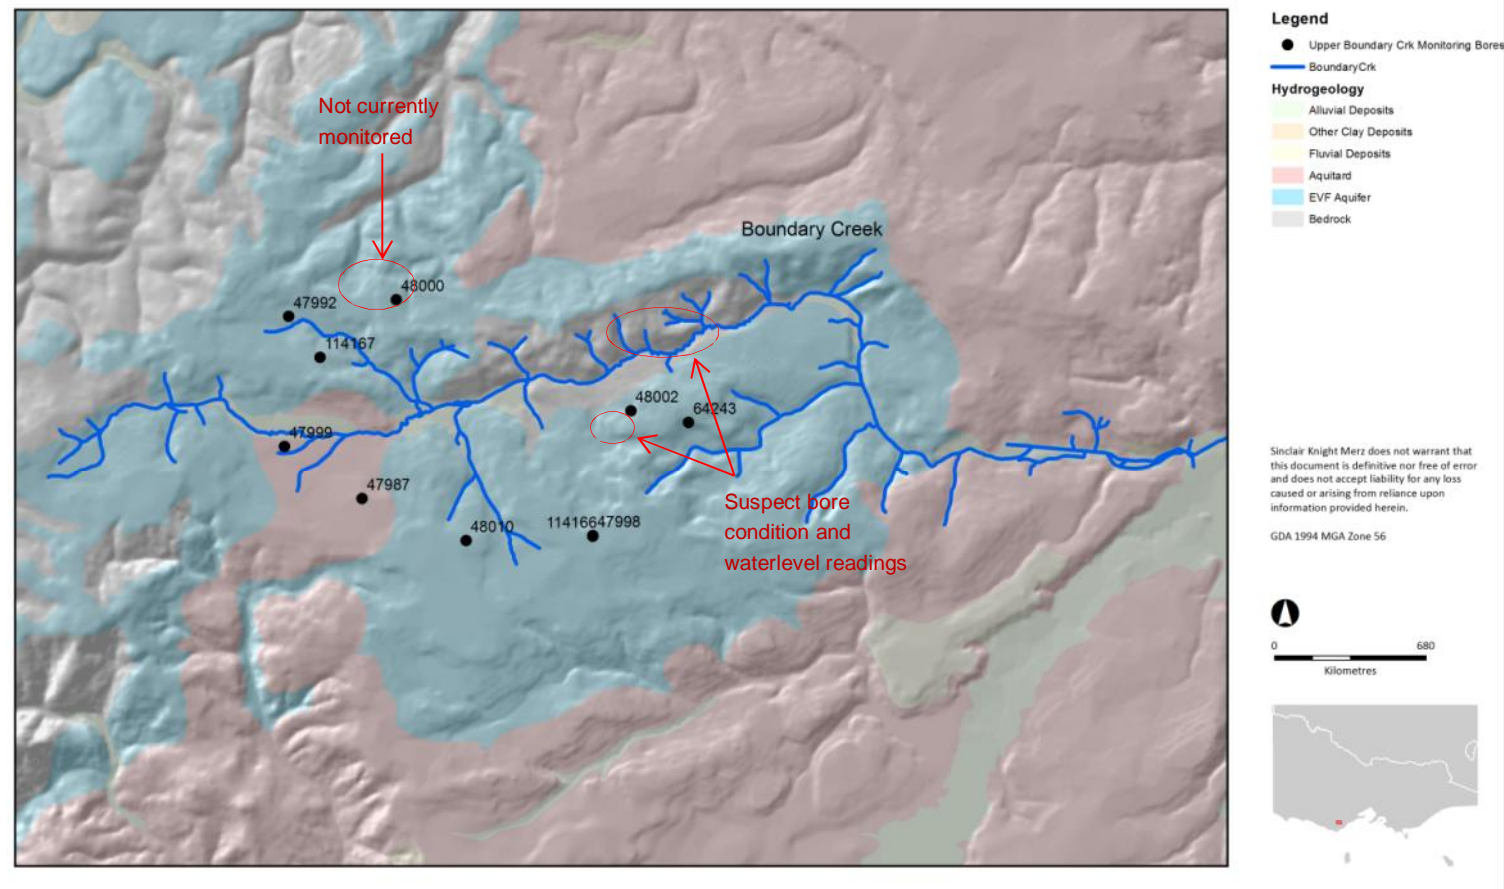 Not currently
monitored
Boundary Creek
48000
47992
114167
48002
64243
47999
47987
48010
11416647998
Suspect bore
condition and
waterlevel readings
Legend
Upper Boundary Crk Monitoring Bores
BoundaryCrk
Hydrogeology
Alluvial Deposits
Other Clay Deposits
Fluvial Deposits
Aquitard
EVF Aquifer
Bedrock
Sinclair Knight Merz does not warrant that
this document is definitive nor free of error
and does not accept liability for any loss
caused or arising from reliance upon
information provided herein.
GDA 1994 MGA Zone 56
0 680
Kilometres